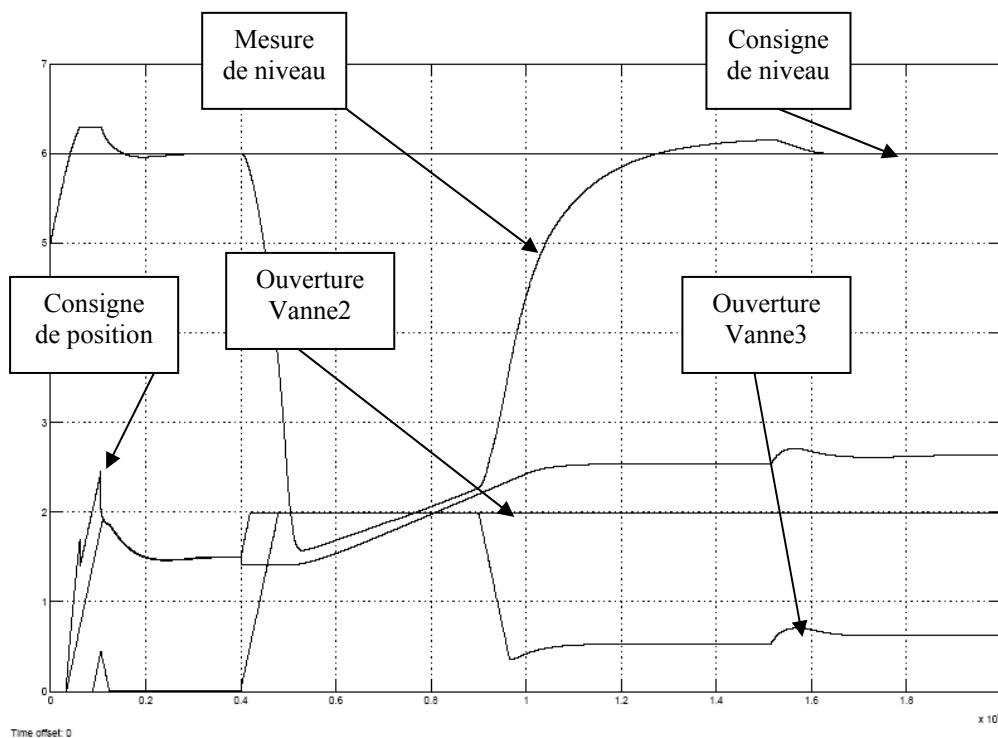 Mesure
de niveau
Consigne
de niveau
Consigne
de position
Ouverture
Vanne2
Ouverture
Vanne3
7
6
5
4
3
2
1
0
0
0.2
0.4
0.6
0.8
1
1.2
1.4
1.6
1.8
x 10
Time offset: 0